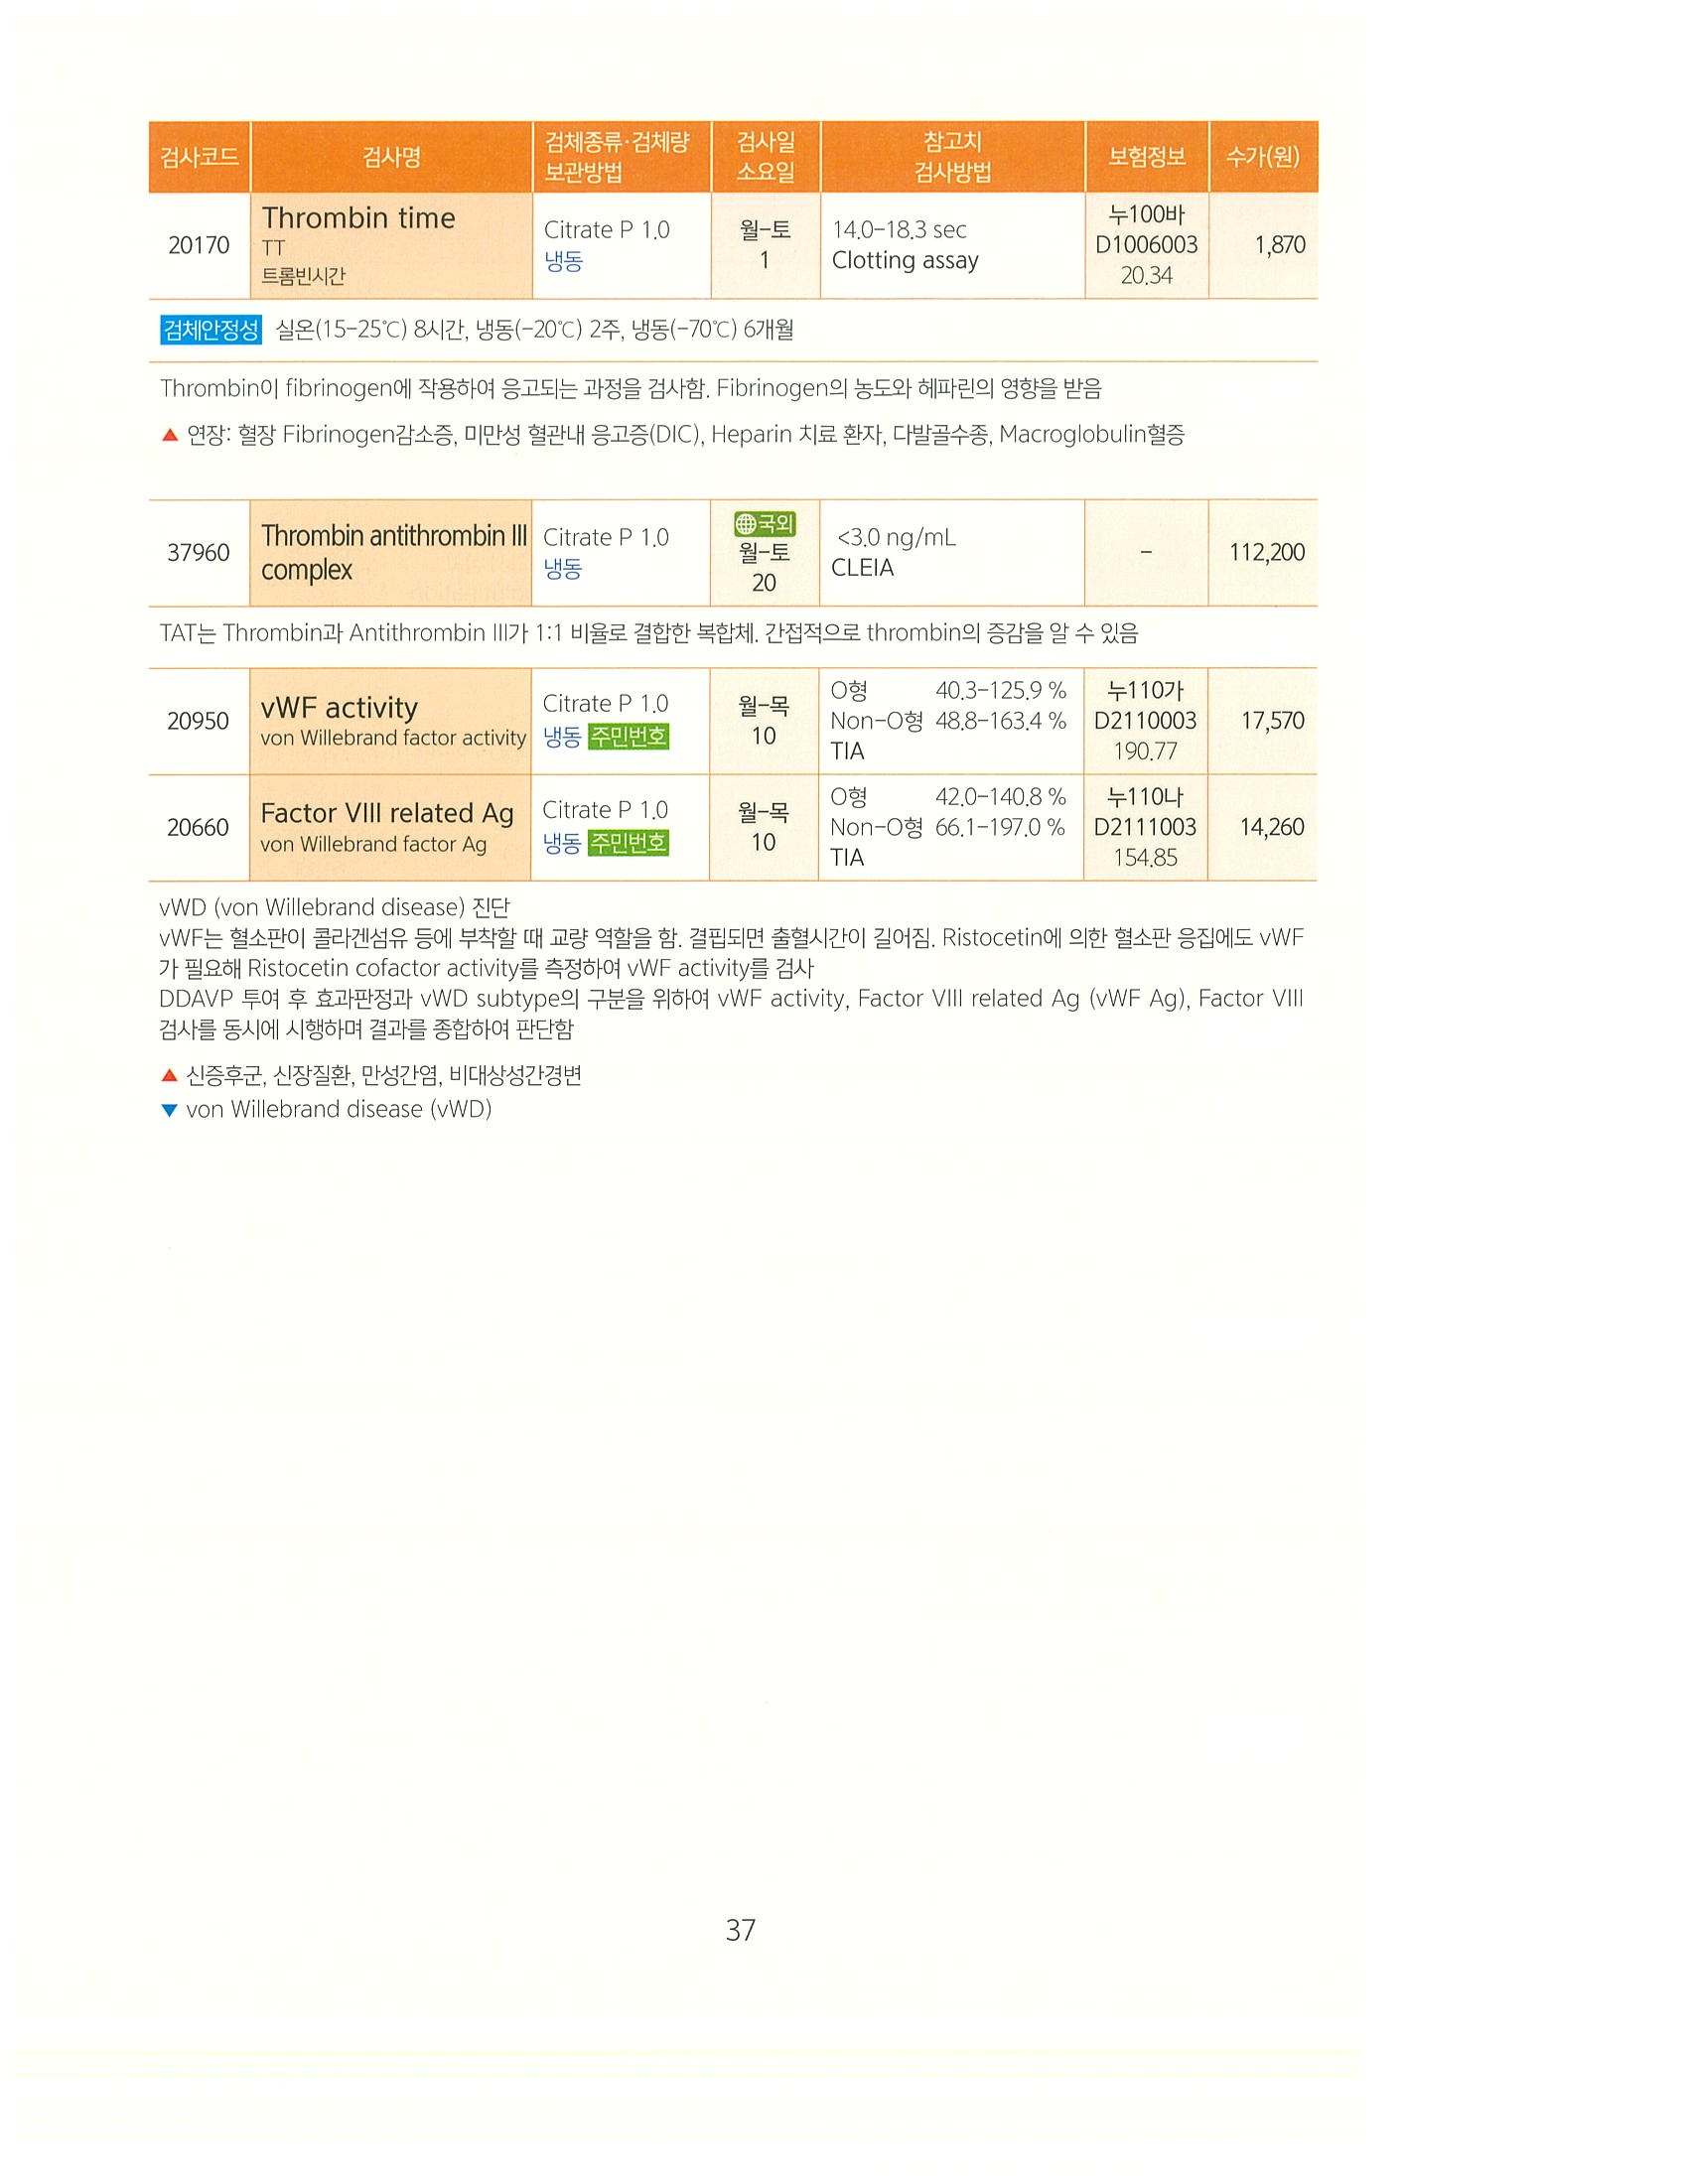 검사코드 검사명 검체종류·검체량 보관방법 검사일 소요일 참고치 검사방법 보험정보 수가(원)
20170
Thrombin time
TT
트롬빈시간
Citrate P 1.0
냉동
월-토
1
14.0-18.3 sec
Clotting assay
누100바
D1006003
20.34
1,870
검체안정성 실온(15-25℃) 8시간, 냉동(-20℃) 2주, 냉동(-70℃) 6개월
Thrombin이 fibrinogen에 작용하여 응고되는 과정을 검사함. Fibrinogen의 농도와 헤파린의 영향을 받음
▲ 연장: 혈장 Fibrinogen감소증, 미만성 혈관내 응고증(DIC), Heparin 치료 환자, 다발골수종, Macroglobulin혈증
37960
Thrombin antithrombin III
complex
Citrate P 1.0
냉동
국외
월-토
20
<3.0 ng/mL
CLEIA
-
112,200
TAT는 Thrombin과 Antithrombin III가 1:1 비율로 결합한 복합체. 간접적으로 thrombin의 증감을 알 수 있음
20950
vWF activity
von Willebrand factor activity
Citrate P 1.0
냉동 주민번호
월-목
10
O형 40.3-125.9 %
Non-O형 48.8-163.4 %
TIA
누110가
D2110003
190.77
17,570
20660
Factor VIII related Ag
von Willebrand factor Ag
Citrate P 1.0
냉동 주민번호
월-목
10
O형 42.0-140.8 %
Non-O형 66.1-197.0 %
TIA
누110나
D2111003
154.85
14,260
vWD (von Willebrand disease) 진단
vWF는 혈소판이 콜라겐섬유 등에 부착할 때 교량 역할을 함. 결핍되면 출혈시간이 길어짐. Ristocetin에 의한 혈소판 응집에도 vWF
가 필요해 Ristocetin cofactor activity를 측정하여 vWF activity를 검사
DDAVP 투여 후 효과판정과 vWD subtype의 구분을 위하여 vWF activity, Factor VIII related Ag (vWF Ag), Factor VIII
검사를 동시에 시행하며 결과를 종합하여 판단함
▲ 신증후군, 신장질환, 만성간염, 비대상성간경변
▼ von Willebrand disease (vWD)
37